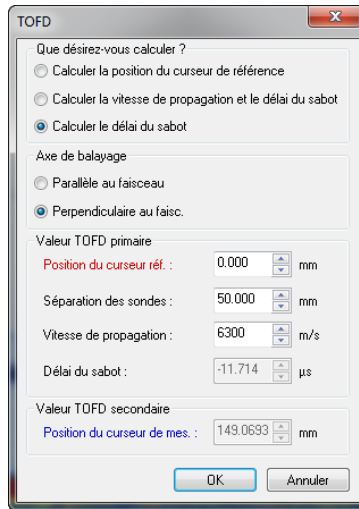 TOFD
Que désirez-vous calculer ?
Calculer la position du curseur de référence
Calculer la vitesse de propagation et le délai du sabot
Calculer le délai du sabot
Axe de balayage
Parallèle au faisceau
Perpendiculaire au faisc.
Valeur TOFD primaire
Position du curseur réf. : 0.000 mm
Séparation des sondes : 50.000 mm
Vitesse de propagation : 6300 m/s
Délai du sabot : -11.714 µs
Valeur TOFD secondaire
Position du curseur de mes. : 149.0693 mm
OK Annuler